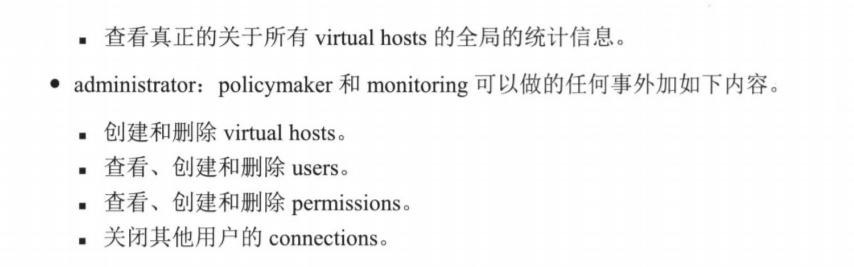 ▪ 查看真正的关于所有 virtual hosts 的全局的统计信息。
• administrator：policymaker 和 monitoring 可以做的任何事外加如下内容。
▪ 创建和删除 virtual hosts。
▪ 查看、创建和删除 users。
▪ 查看、创建和删除 permissions。
▪ 关闭其他用户的 connections。